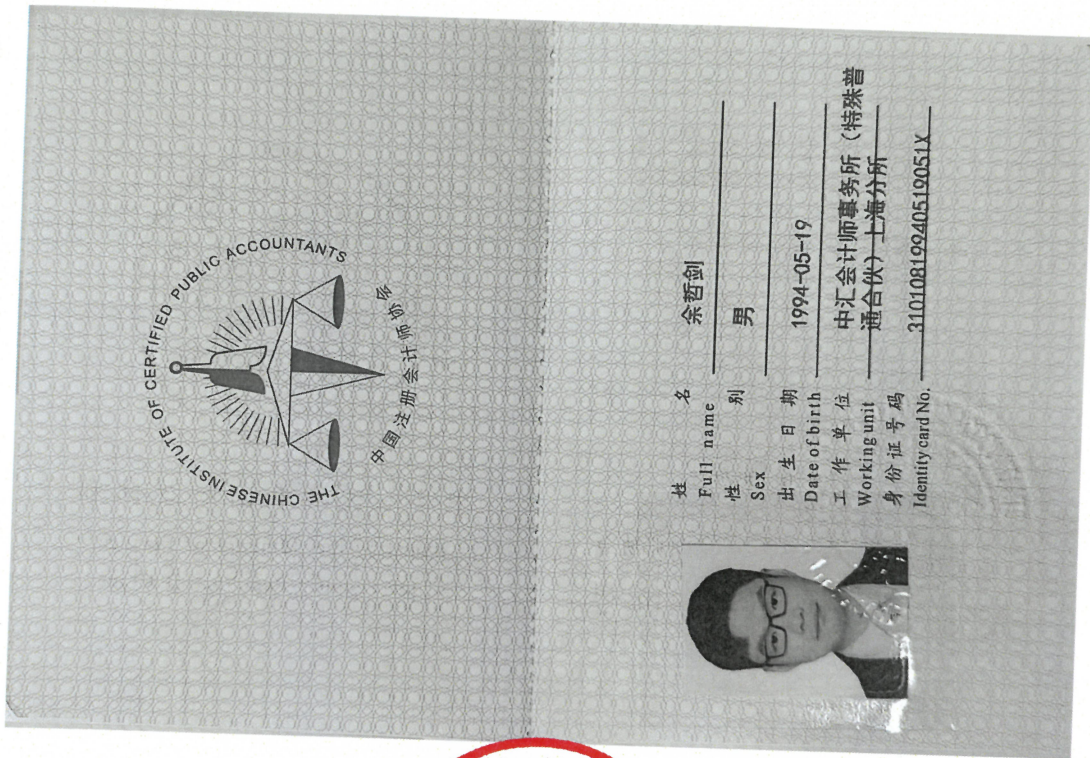 THE CHINESE INSTITUTE OF CERTIFIED PUBLIC ACCOUNTANTS
中国注册会计师协会
姓 名 余哲剑
Full name
性 别 男
Sex
出 生 日 期 1994-05-19
Date of birth
工 作 单 位 中汇会计师事务所（特殊普
Working unit 通合伙）上海分所
身 份 证 号 码 31010819940519051X
Identity card No.